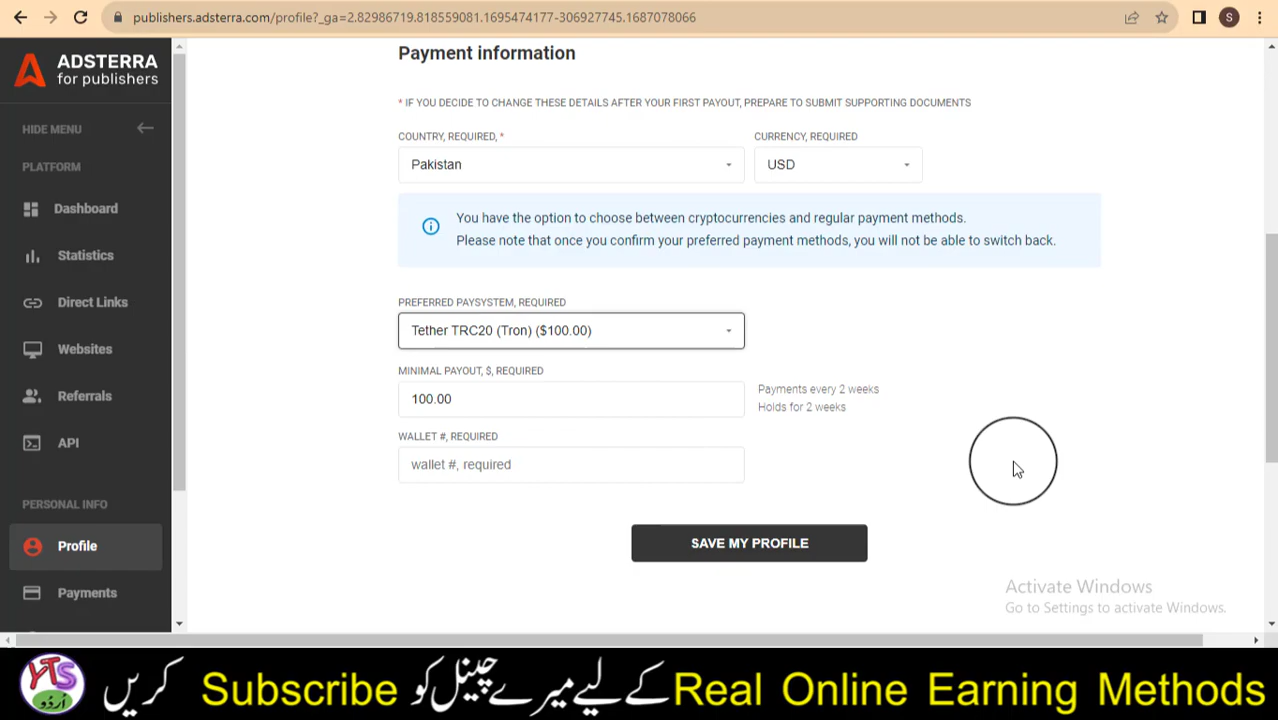 publishers.adsterra.com/profile?_ga=2.82986719.818559081.1695474177-306927745.1687078066
S
ADSTERRA
for publishers
HIDE MENU
PLATFORM
Dashboard
Statistics
Direct Links
Websites
Referrals
API
PERSONAL INFO
Profile
Payments
Payment information
* IF YOU DECIDE TO CHANGE THESE DETAILS AFTER YOUR FIRST PAYOUT, PREPARE TO SUBMIT SUPPORTING DOCUMENTS
COUNTRY, REQUIRED, *
CURRENCY, REQUIRED
Pakistan
USD
You have the option to choose between cryptocurrencies and regular payment methods.
Please note that once you confirm your preferred payment methods, you will not be able to switch back.
PREFERRED PAYSYSTEM, REQUIRED
Tether TRC20 (Tron) ($100.00)
MINIMAL PAYOUT, $, REQUIRED
100.00
Payments every 2 weeks
Holds for 2 weeks
WALLET #, REQUIRED
wallet #, required
SAVE MY PROFILE
Activate Windows
Go to Settings to activate Windows.
YTS
اردو
Real Online Earning Methods کے لیے میرے چینل کو Subscribe کریں